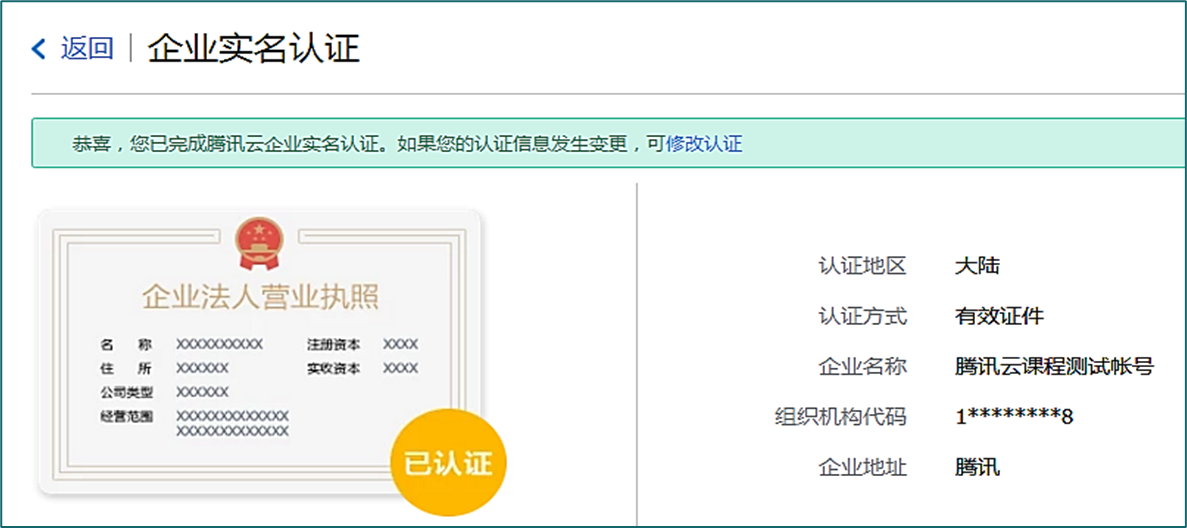 返回 企业实名认证
恭喜，您已完成腾讯云企业实名认证。如果您的认证信息发生变更，可修改认证
企业法人营业执照
名 称 XXXXXXXXXX 注册资本 XXXX
住 所 XXXXXX 实收资本 XXXX
公司类型 XXXXXX
经营范围 XXXXXXXXXXXXX
XXXXXXXXXXXXX
已认证
认证地区 大陆
认证方式 有效证件
企业名称 腾讯云课程测试帐号
组织机构代码 1********8
企业地址 腾讯